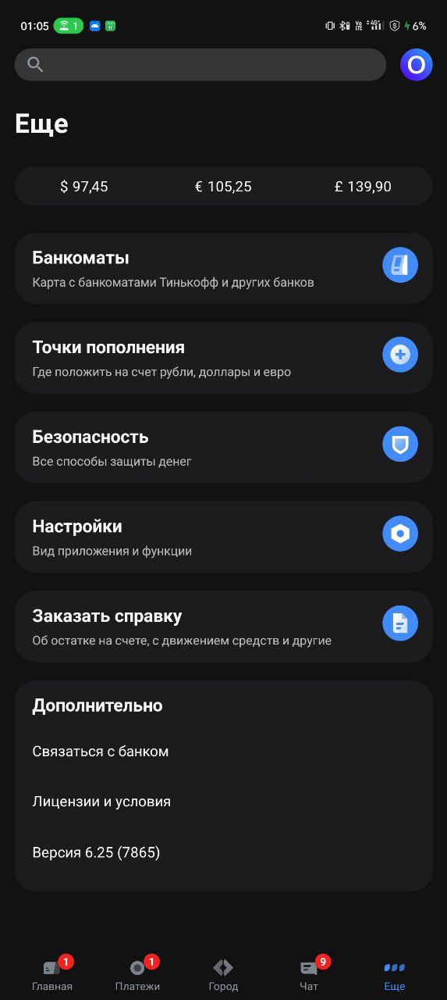 01:05 1 4G+ 6%
O
Еще
$ 97,45 € 105,25 £ 139,90
Банкоматы
Карта с банкоматами Тинькофф и других банков
Точки пополнения
Где положить на счет рубли, доллары и евро
Безопасность
Все способы защиты денег
Настройки
Вид приложения и функции
Заказать справку
Об остатке на счете, с движением средств и другие
Дополнительно
Связаться с банком
Лицензии и условия
Версия 6.25 (7865)
1 1 9
Главная Платежи Город Чат Еще